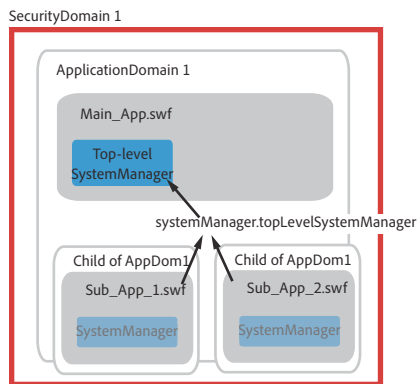 SecurityDomain 1
ApplicationDomain 1
Main_App.swf
Top-level
SystemManager
systemManager.topLevelSystemManager
Child of AppDom1
Child of AppDom1
Sub_App_1.swf
Sub_App_2.swf
SystemManager
SystemManager